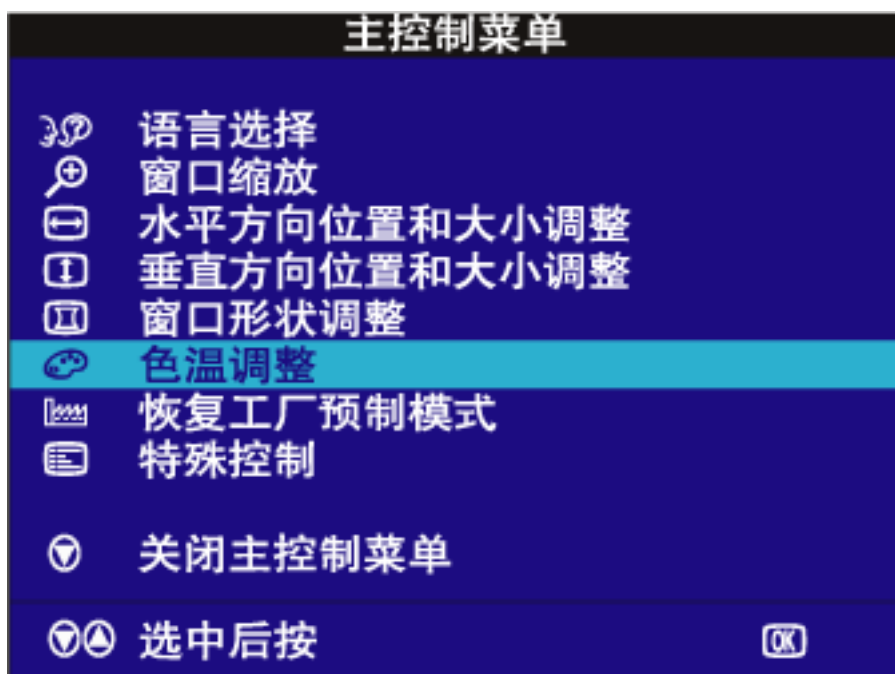 主控制菜单
语言选择
窗口缩放
水平方向位置和大小调整
垂直方向位置和大小调整
窗口形状调整
色温调整
恢复工厂预制模式
特殊控制
关闭主控制菜单
选中后按 OK